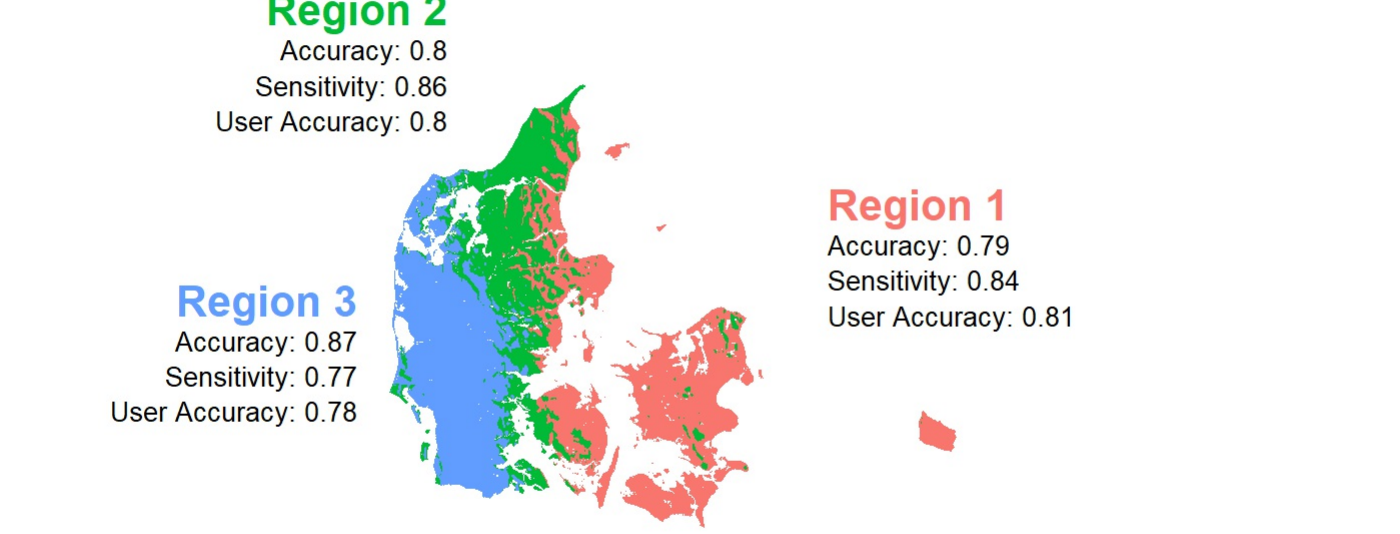 Region 2
Accuracy: 0.8
Sensitivity: 0.86
User Accuracy: 0.8
Region 1
Accuracy: 0.79
Sensitivity: 0.84
User Accuracy: 0.81
Region 3
Accuracy: 0.87
Sensitivity: 0.77
User Accuracy: 0.78